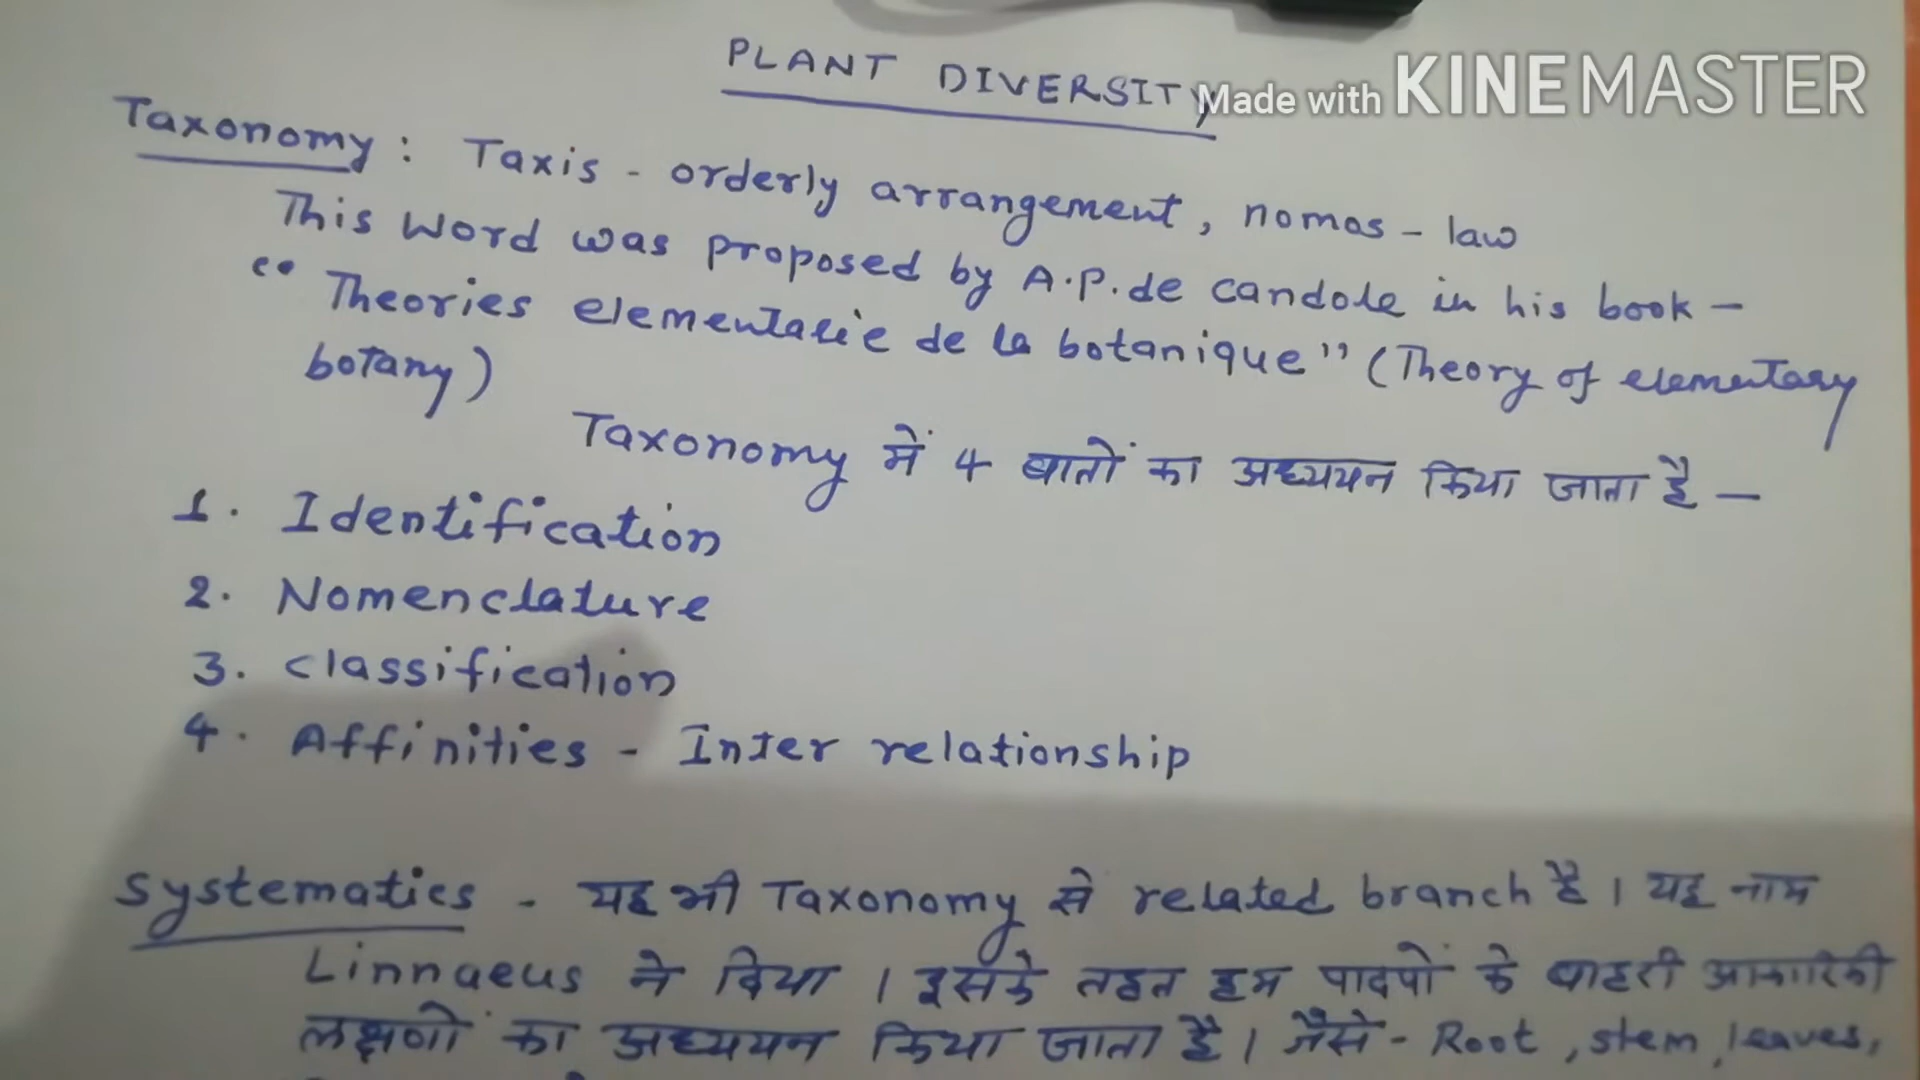 PLANT DIVERSITY
Made with KINEMASTER
Taxonomy : Taxis - orderly arrangement, nomos - law
This word was proposed by A.P. de candole in his book -
" Theories elementarie de la botanique" (Theory of elementary
botany)
Taxonomy में 4 बातों का अध्ययन किया जाता है -
1. Identification
2. Nomenclature
3. Classification
4. Affinities - Inter relationship
Systematics - यह भी Taxonomy से related branch है । यह नाम
Linnaeus ने दिया । इसके तहत हम पादपों के बाहरी आकारिकी
लक्षणों का अध्ययन किया जाता है । जैसे - Root, stem, leaves,